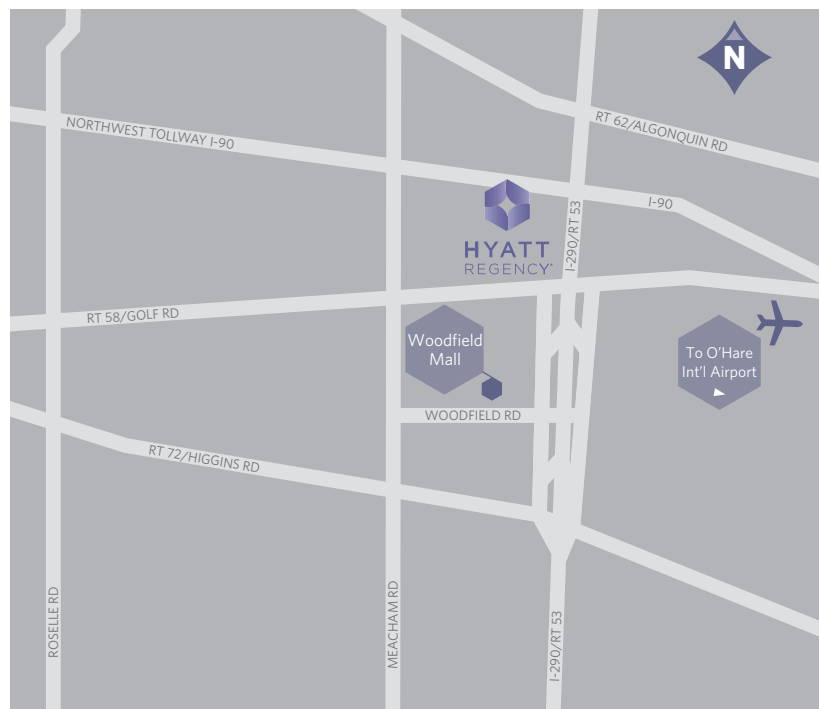 N
RT 62/ALGONQUIN RD
NORTHWEST TOLLWAY I-90
I-90
I-290/RT 53
HYATT
REGENCY®
RT 58/GOLF RD
Woodfield
Mall
To O'Hare
Int'l Airport
WOODFIELD RD
RT 72/HIGGINS RD
ROSELLE RD
MEACHAM RD
I-290/RT 53